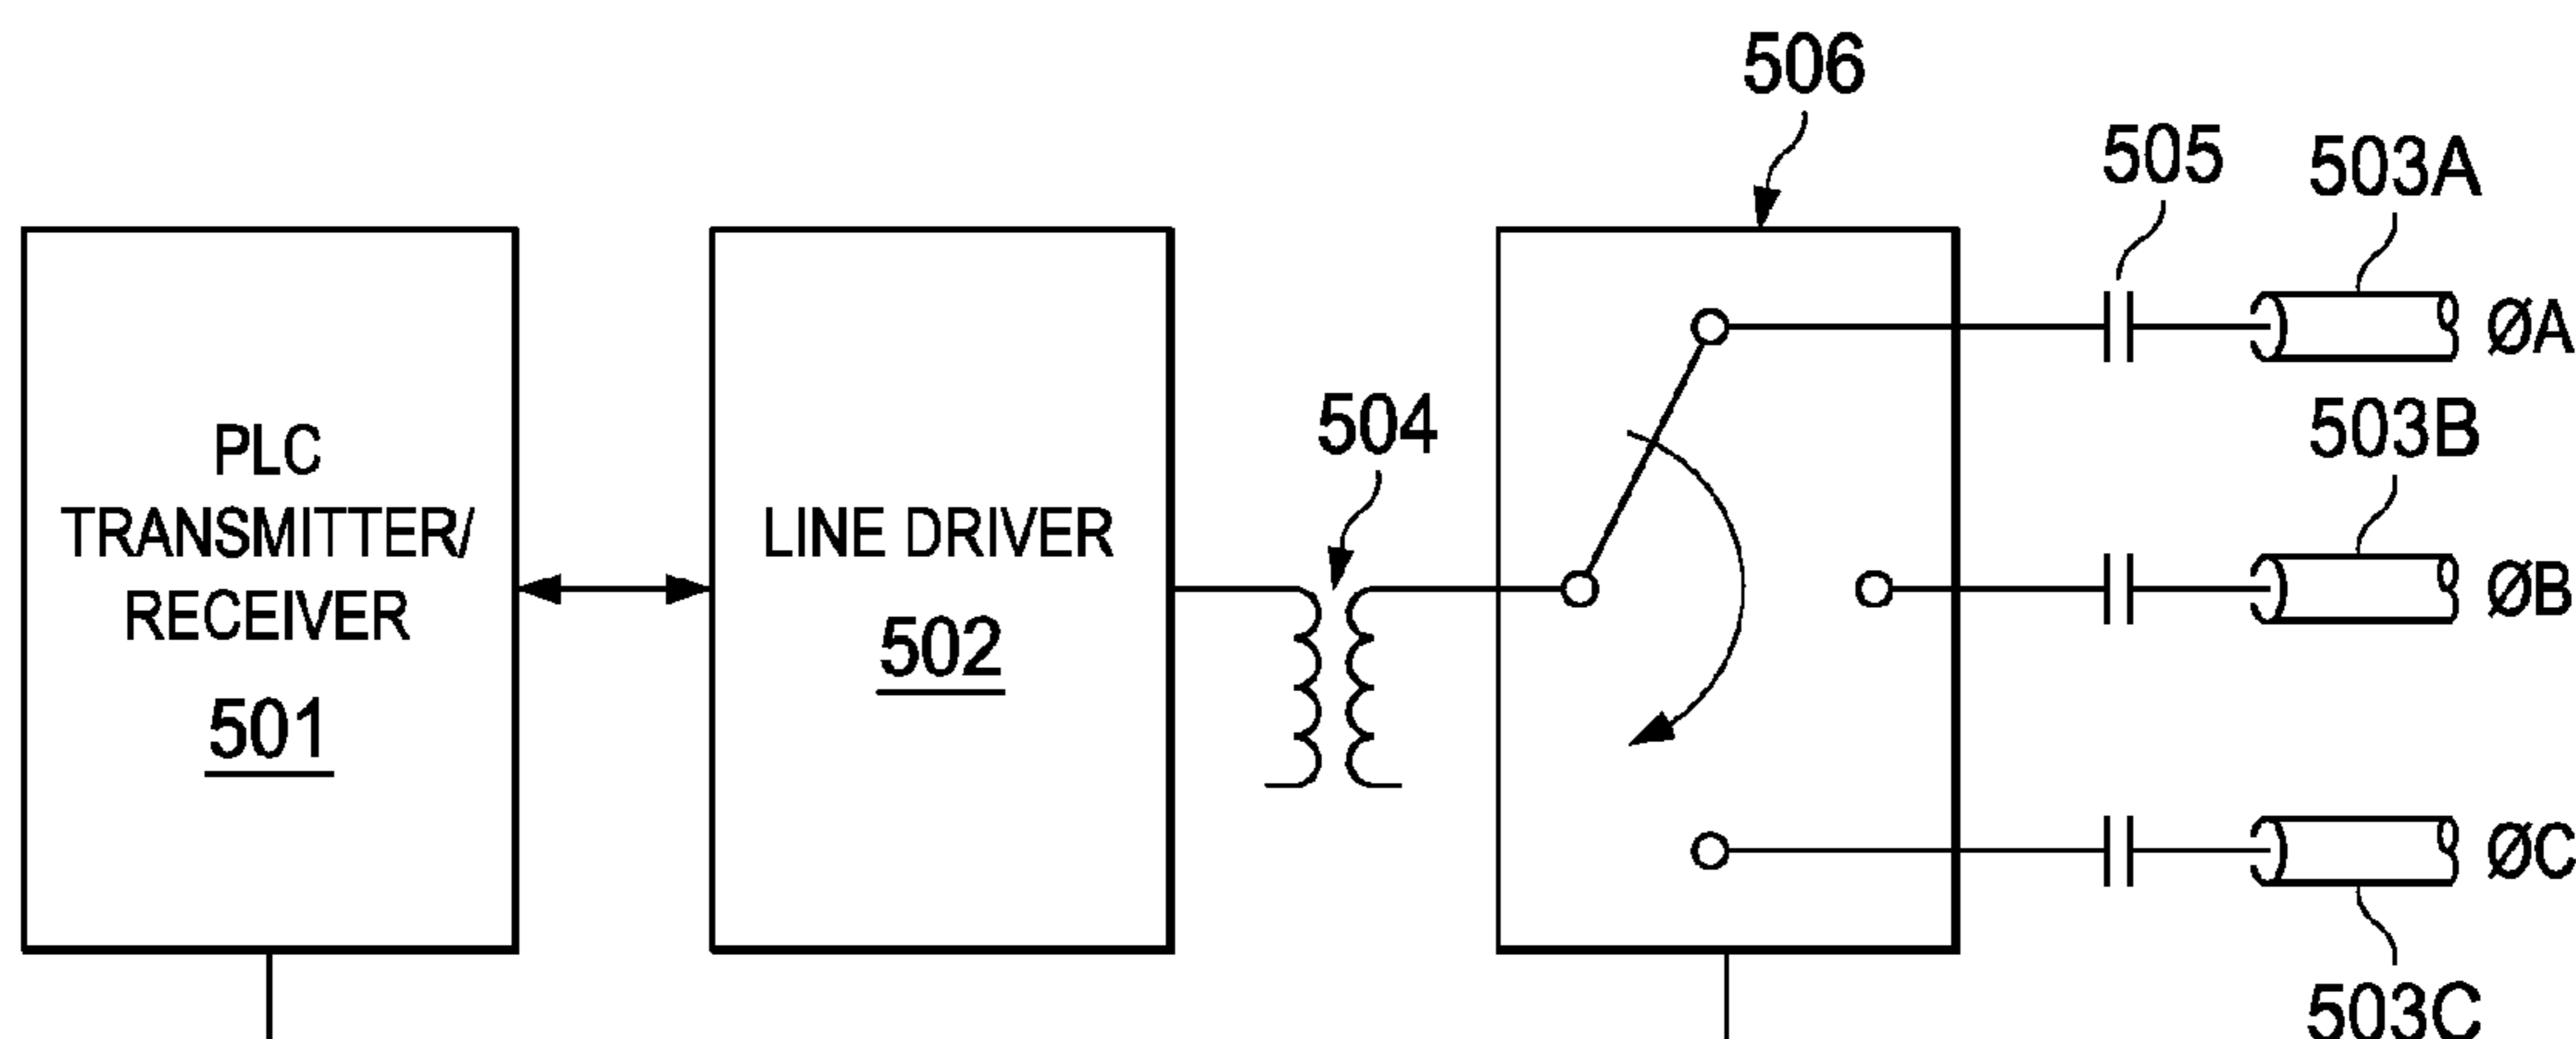 506
505
503A
ØA
504
503B
ØB
PLC
TRANSMITTER/
RECEIVER
501
LINE DRIVER
502
ØC
503C